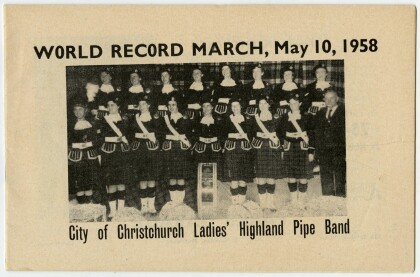 WORLD RECORD MARCH, May 10, 1958
City of Christchurch Ladies' Highland Pipe Band